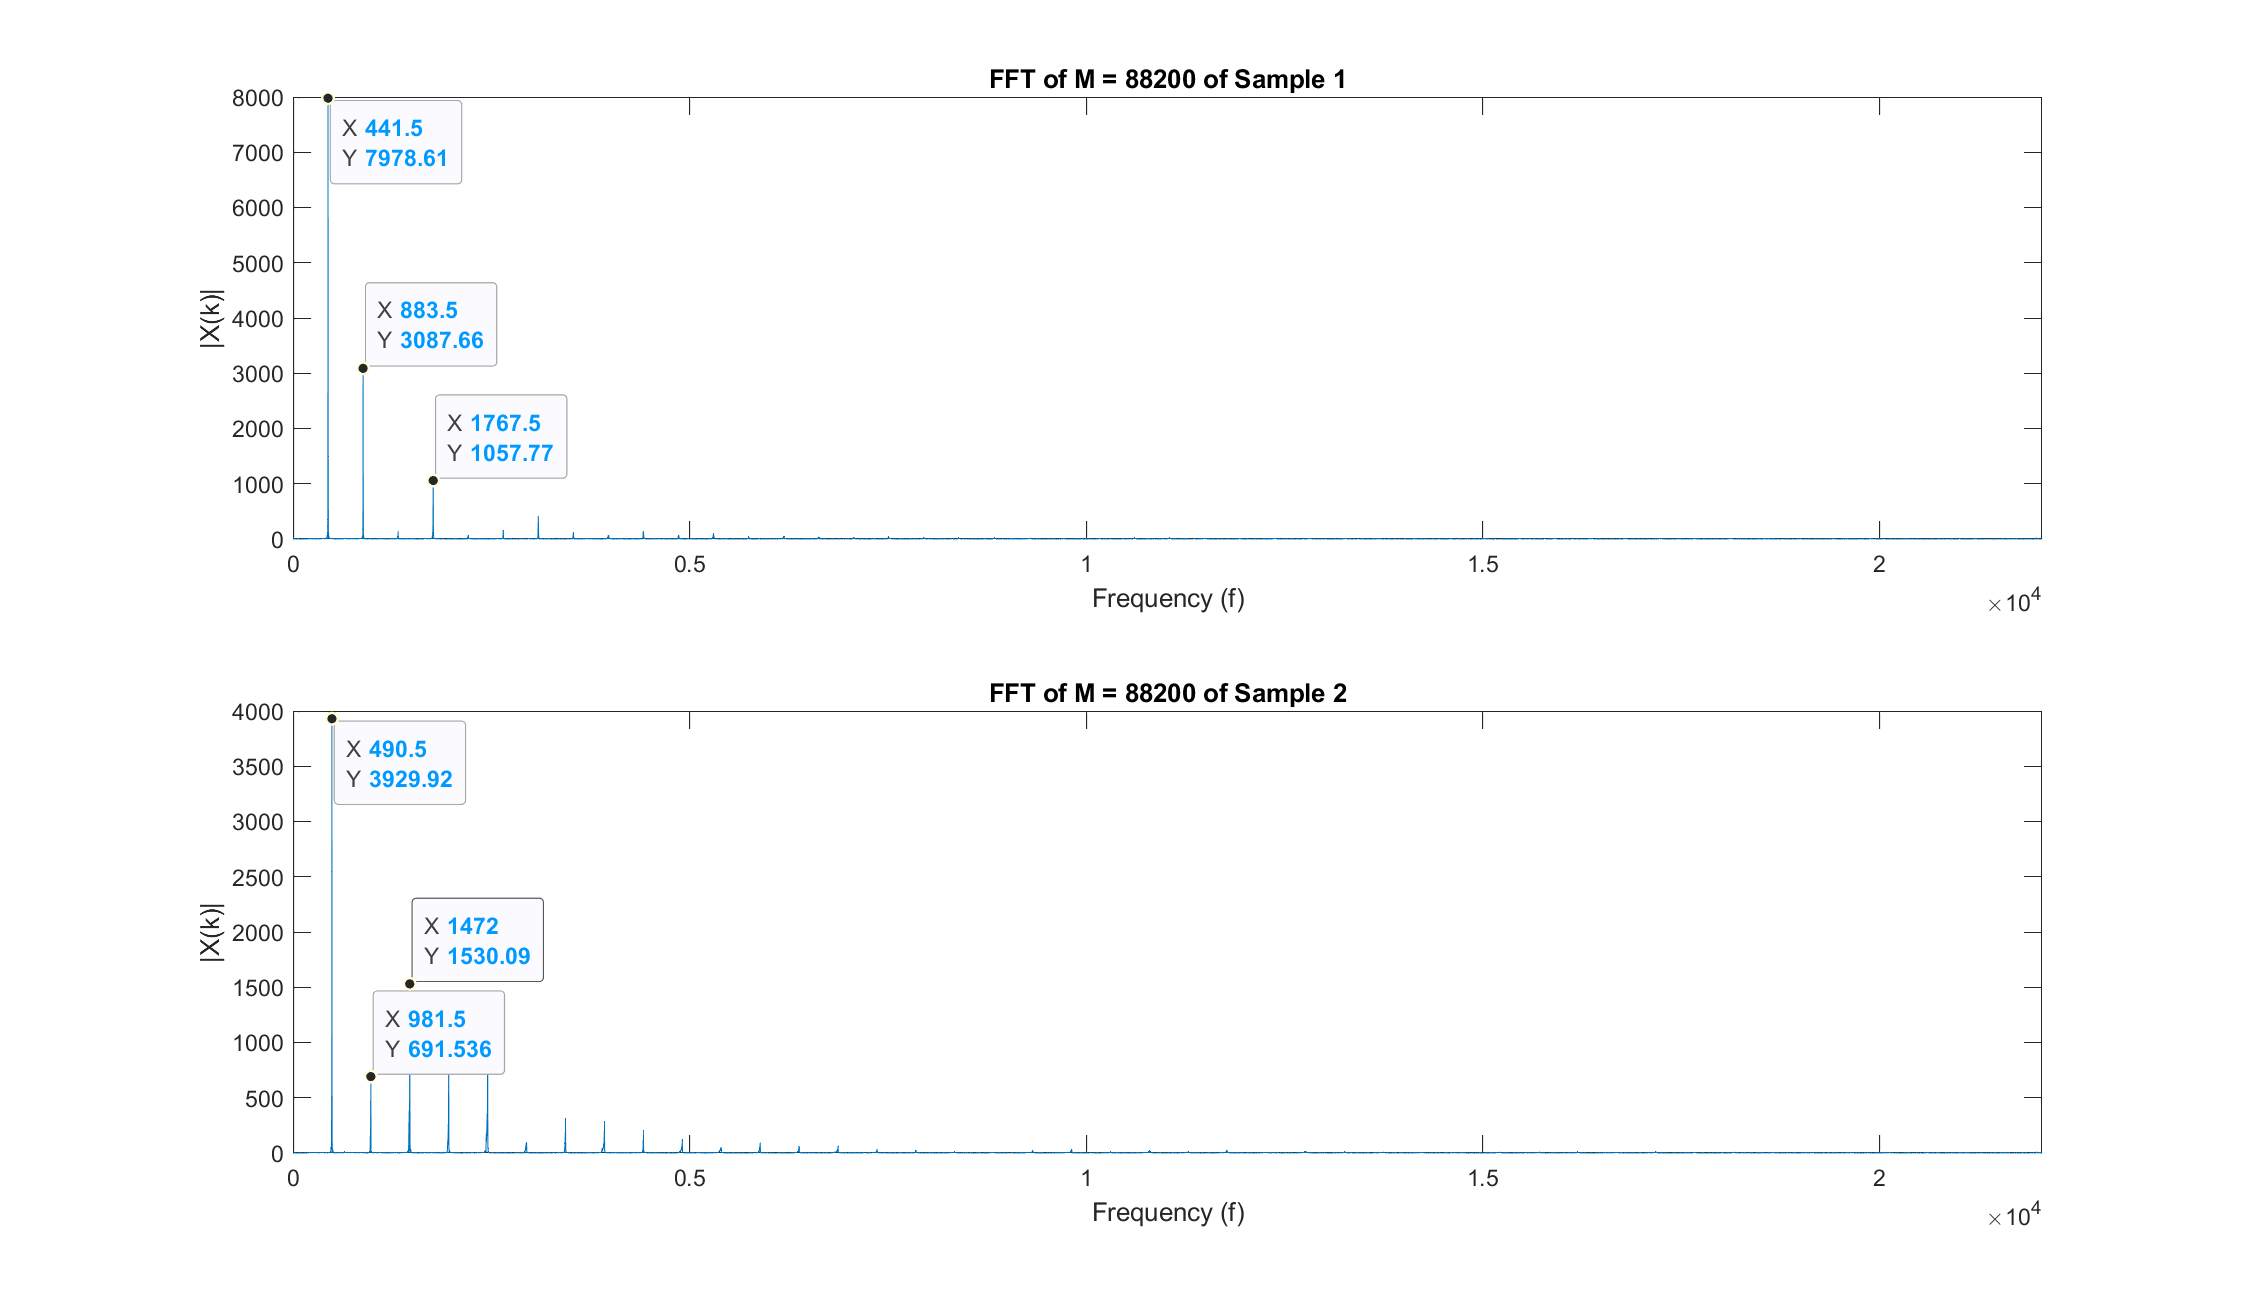 FFT of M = 88200 of Sample 1
8000
7000
6000
5000
4000
3000
2000
1000
0
|X(k)|
X 441.5
Y 7978.61
X 883.5
Y 3087.66
X 1767.5
Y 1057.77
0 0.5 1 1.5 2
Frequency (f)
×10^4
FFT of M = 88200 of Sample 2
4000
3500
3000
2500
2000
1500
1000
500
0
|X(k)|
X 490.5
Y 3929.92
X 1472
Y 1530.09
X 981.5
Y 691.536
0 0.5 1 1.5 2
Frequency (f)
×10^4